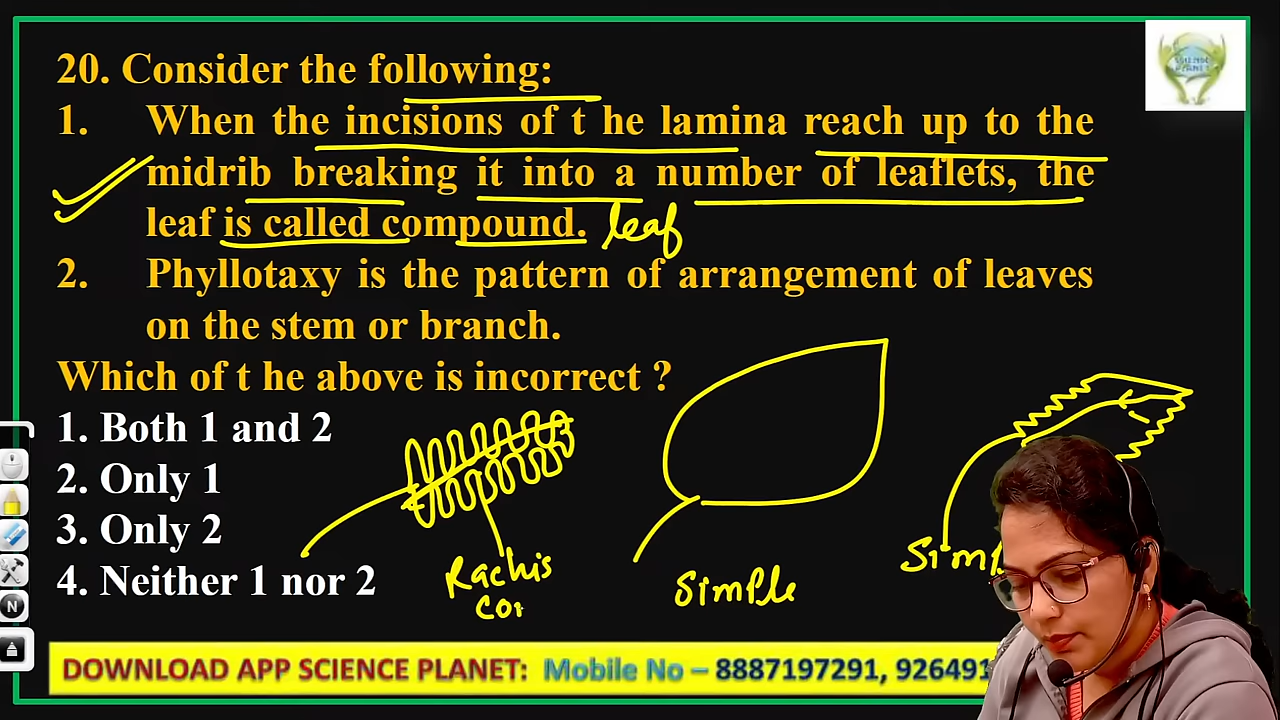 20. Consider the following:
1. When the incisions of t he lamina reach up to the
midrib breaking it into a number of leaflets, the
leaf is called compound. leaf
2. Phyllotaxy is the pattern of arrangement of leaves
on the stem or branch.
Which of t he above is incorrect ?
1. Both 1 and 2
2. Only 1
3. Only 2
4. Neither 1 nor 2
Rachis
Simple
SCIENCE
PLANET
N
DOWNLOAD APP SCIENCE PLANET: Mobile No – 8887197291, 92649